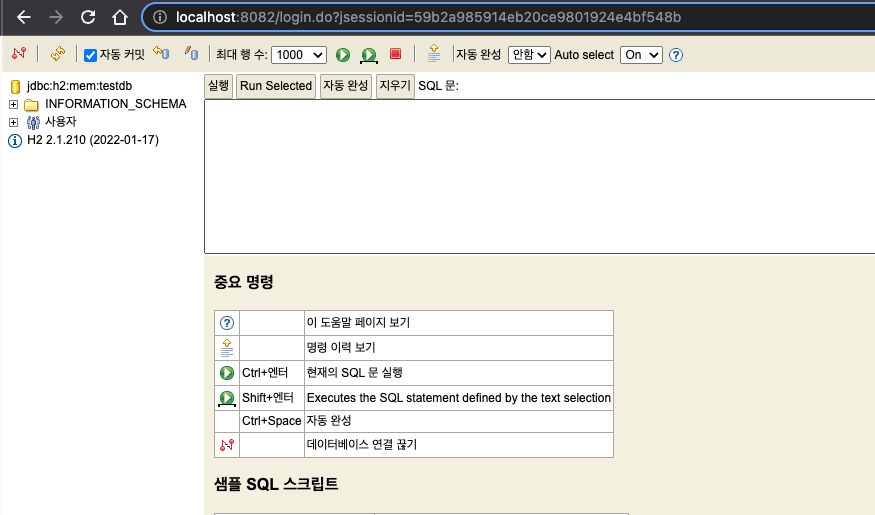 localhost:8082/login.do?jsessionid=59b2a985914eb20ce9801924e4bf548b
자동 커밋 최대 행 수: 1000 자동 완성 안함 Auto select On
jdbc:h2:mem:testdb
INFORMATION_SCHEMA
사용자
H2 2.1.210 (2022-01-17)
실행 Run Selected 자동 완성 지우기 SQL 문:
중요 명령
이 도움말 페이지 보기
명령 이력 보기
Ctrl+엔터 현재의 SQL 문 실행
Shift+엔터 Executes the SQL statement defined by the text selection
Ctrl+Space 자동 완성
데이터베이스 연결 끊기
샘플 SQL 스크립트